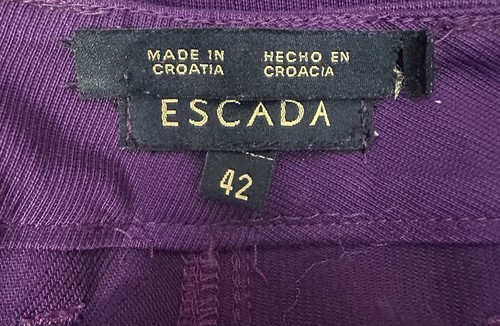 MADE IN HECHO EN
CROATIA CROACIA
ESCADA
42